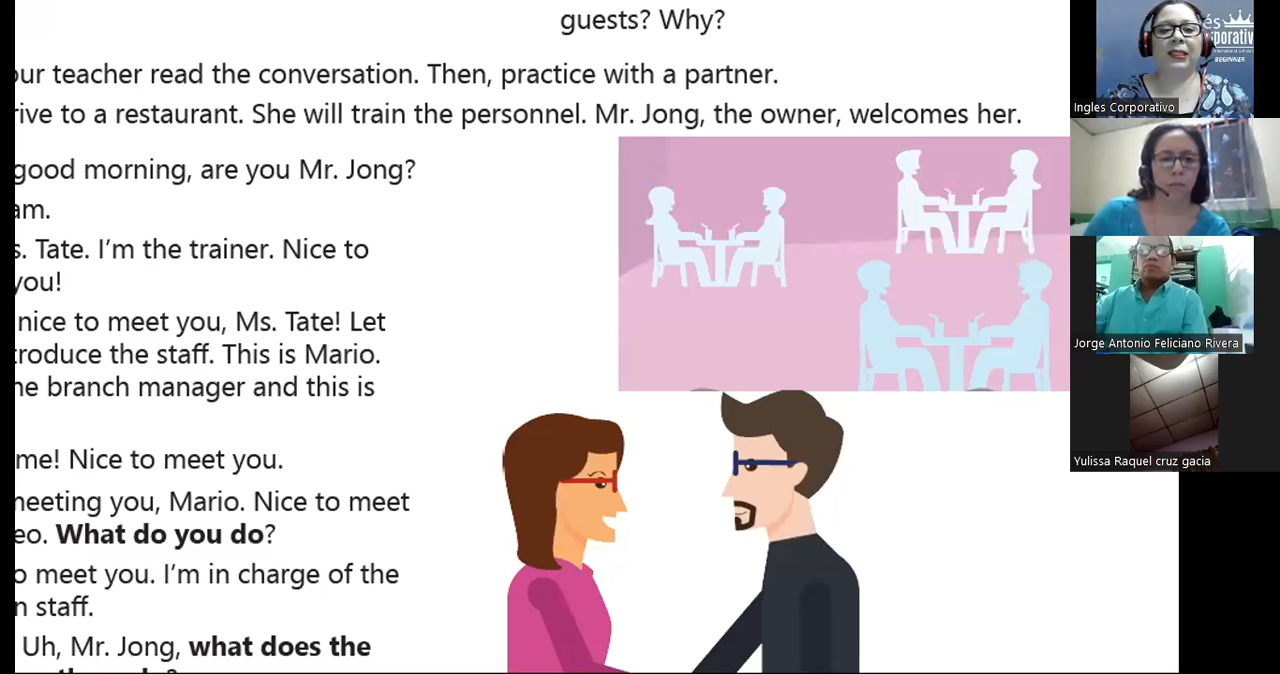 guests? Why?
our teacher read the conversation. Then, practice with a partner.
rive to a restaurant. She will train the personnel. Mr. Jong, the owner, welcomes her.
good morning, are you Mr. Jong?
am.
s. Tate. I'm the trainer. Nice to
you!
nice to meet you, Ms. Tate! Let
troduce the staff. This is Mario.
he branch manager and this is
me! Nice to meet you.
meeting you, Mario. Nice to meet
eo. What do you do?
o meet you. I'm in charge of the
n staff.
Uh, Mr. Jong, what does the
és
orporativ
BEGINNER
Ingles Corporativo
Jorge Antonio Feliciano Rivera
Yulissa Raquel cruz gacia